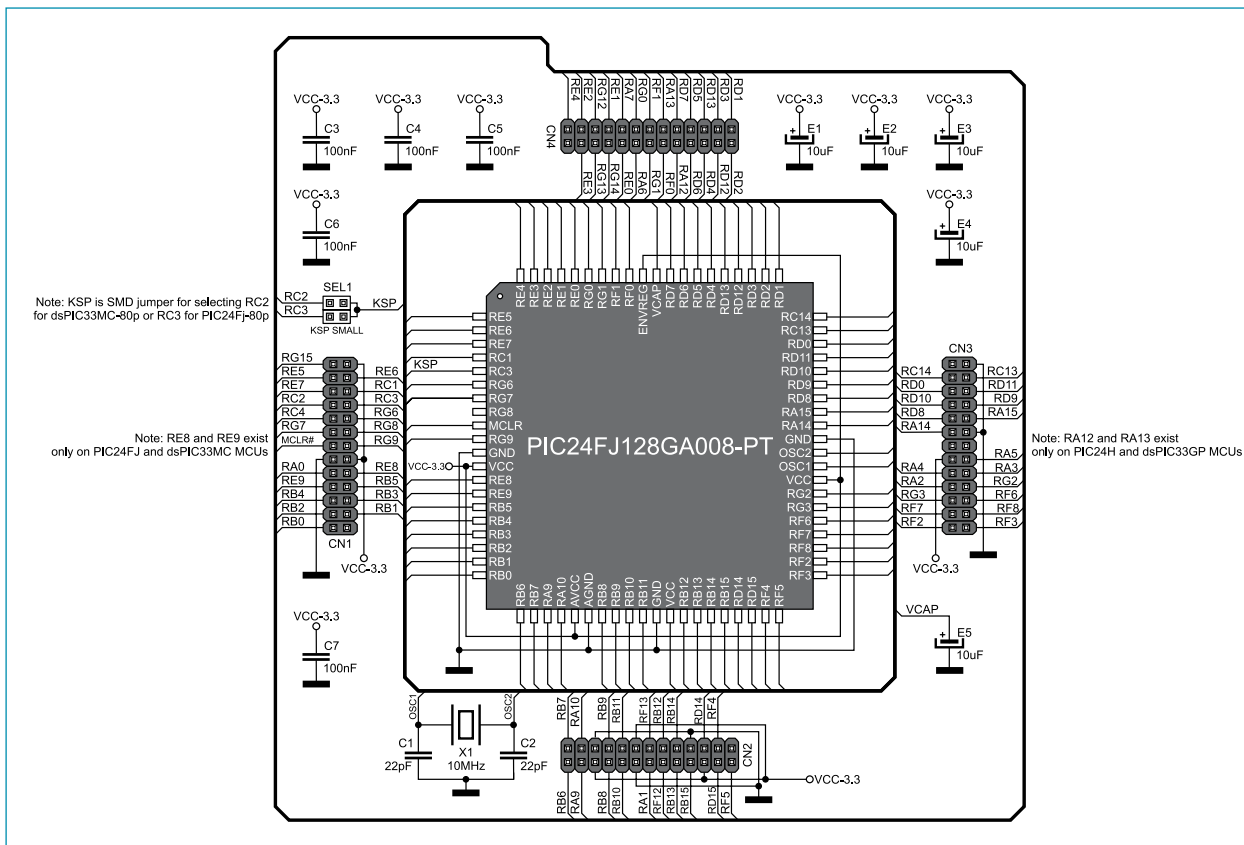 RE4
RE2
RG12
RE1
RA7
RG0
RF1
RA13
RD7
RD5
RD13
RD3
RD1
CN4
RE3
RG13
RG14
RE0
RA6
RG1
RF0
RA12
RD6
RD4
RD12
RD2
VCC-3.3
C3
100nF
VCC-3.3
C4
100nF
VCC-3.3
C5
100nF
VCC-3.3
E1
10uF
VCC-3.3
E2
10uF
VCC-3.3
E3
10uF
VCC-3.3
C6
100nF
VCC-3.3
E4
10uF
Note: KSP is SMD jumper for selecting RC2
for dsPIC33MC-80p or RC3 for PIC24Fj-80p
RC2
RC3
SEL1
KSP
KSP SMALL
RE4
RE3
RE2
RE1
RE0
RG0
RG1
RF1
RF0
ENVREG
VCAP
RD7
RD6
RD5
RD4
RD13
RD12
RD3
RD2
RD1
KSP
RE5
RE6
RE7
RC1
RC3
RG6
RG7
RG8
MCLR
RG9
GND
VCC
RE8
RE9
RB5
RB4
RB3
RB2
RB1
RB0
VCC-3.3
PIC24FJ128GA008-PT
RC14
RC13
RD0
RD11
RD10
RD9
RD8
RA15
RA14
GND
OSC2
OSC1
VCC
RG2
RG3
RF6
RF7
RF8
RF2
RF3
RB6
RB7
RA9
RA10
AVCC
AGND
RB8
RB9
RB10
RB11
GND
VCC
RB12
RB13
RB14
RB15
RD14
RD15
RF4
RF5
RG15
RE5
RE7
RC2
RC4
RG7
MCLR#
RA0
RE9
RB4
RB2
RB0
RE6
RC1
RC3
RG6
RG8
RG9
RE8
RB5
RB3
RB1
CN1
VCC-3.3
Note: RE8 and RE9 exist
only on PIC24FJ and dsPIC33MC MCUs
CN3
RC14
RD0
RD10
RD8
RA14
RA4
RA2
RG3
RF7
RF2
RC13
RD11
RD9
RA15
RA5
RA3
RG2
RF6
RF8
RF3
VCC-3.3
Note: RA12 and RA13 exist
only on PIC24H and dsPIC33GP MCUs
VCC-3.3
C7
100nF
VCAP
E5
10uF
OSC1
OSC2
C1
22pF
X1
10MHz
C2
22pF
RB7
RA10
RB9
RB11
RF13
RB12
RB14
RD14
RF4
CN2
VCC-3.3
RB6
RA9
RB8
RB10
RA1
RF12
RB13
RB15
RD15
RF5